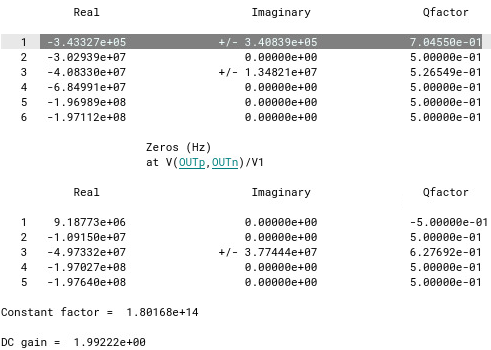 Real Imaginary Qfactor
1 -3.43327e+05 +/- 3.40839e+05 7.04550e-01
2 -3.02939e+07 0.00000e+00 5.00000e-01
3 -4.08330e+07 +/- 1.34821e+07 5.26549e-01
4 -6.84991e+07 0.00000e+00 5.00000e-01
5 -1.96989e+08 0.00000e+00 5.00000e-01
6 -1.97112e+08 0.00000e+00 5.00000e-01
Zeros (Hz)
at V(OUTp,OUTn)/V1
Real Imaginary Qfactor
1 9.18773e+06 0.00000e+00 -5.00000e-01
2 -1.09150e+07 0.00000e+00 5.00000e-01
3 -4.97332e+07 +/- 3.77444e+07 6.27692e-01
4 -1.97027e+08 0.00000e+00 5.00000e-01
5 -1.97640e+08 0.00000e+00 5.00000e-01
Constant factor = 1.80168e+14
DC gain = 1.99222e+00